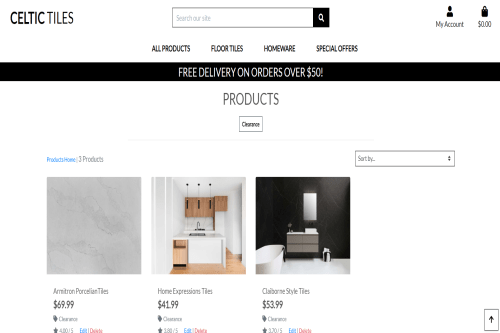 CELTIC TILES
Search our site
My Account
$0.00
ALL PRODUCTS FLOOR TILES HOMEWARE SPECIAL OFFERS
FREE DELIVERY ON ORDERS OVER $50!
PRODUCTS
Clearance
Products Home | 3 Products
Sort by...
Armitron PorcelianTiles
$69.99
Clearance
4.00 / 5 Edit | Delete
Home Expressions Tiles
$41.99
Clearance
3.80 / 5 Edit | Delete
Claiborne Style Tiles
$53.99
Clearance
3.70 / 5 Edit | Delete